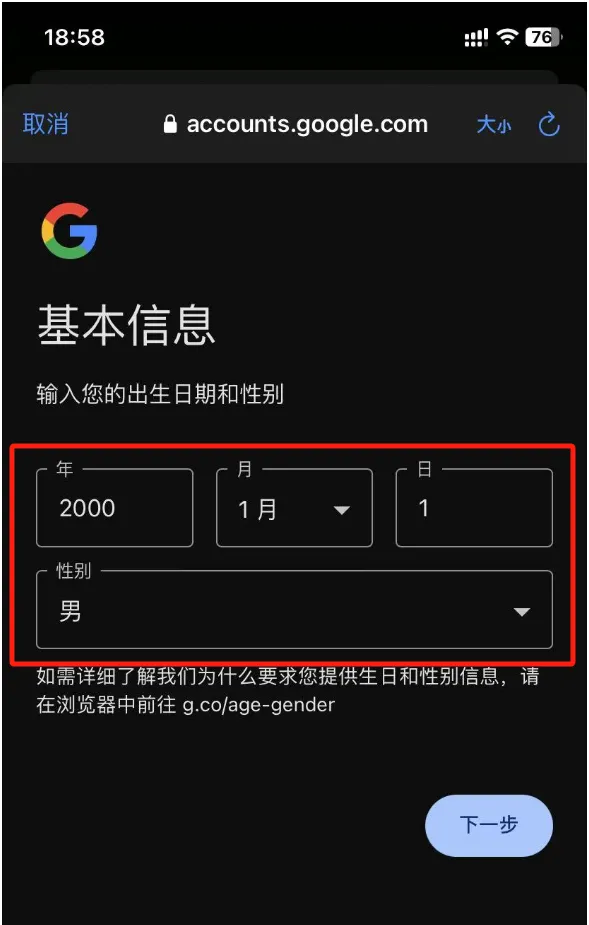 18:58
76
取消
accounts.google.com
大小
基本信息
输入您的出生日期和性别
年
月
日
2000
1 月
1
性别
男
如需详细了解我们为什么要求您提供生日和性别信息，请
在浏览器中前往 g.co/age-gender
下一步